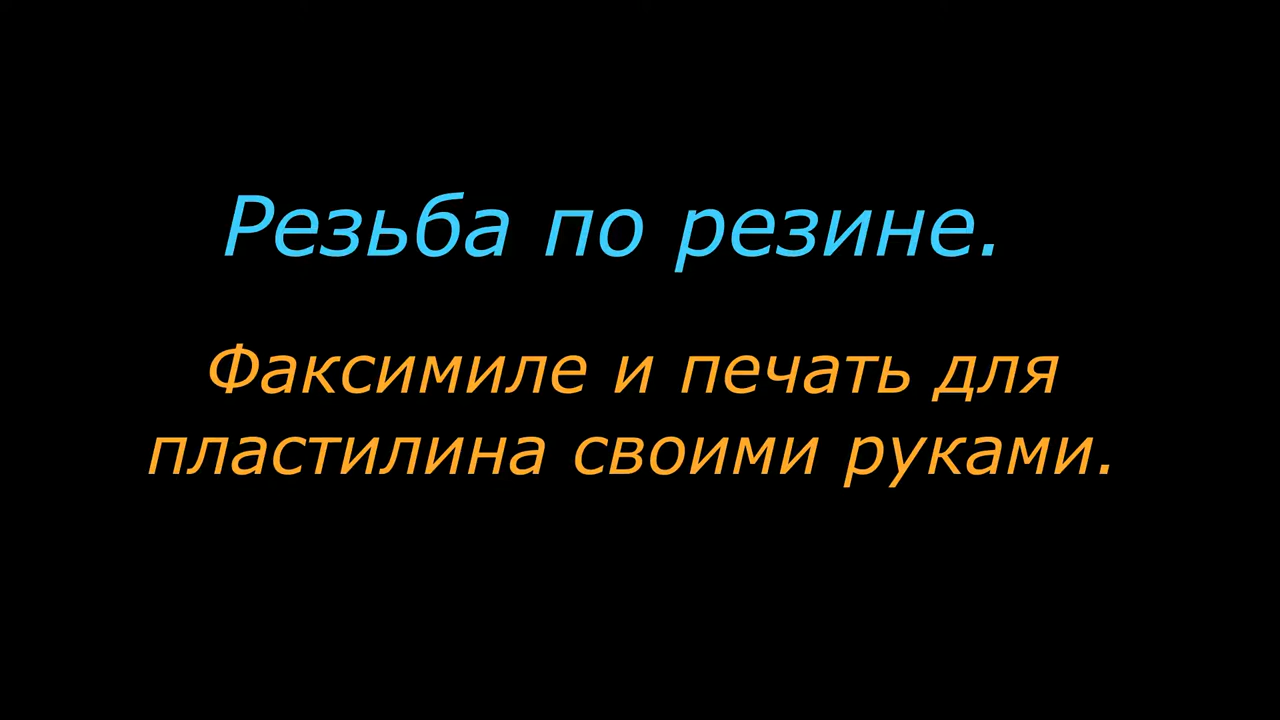 Резьба по резине.
Факсимиле и печать для
пластилина своими руками.